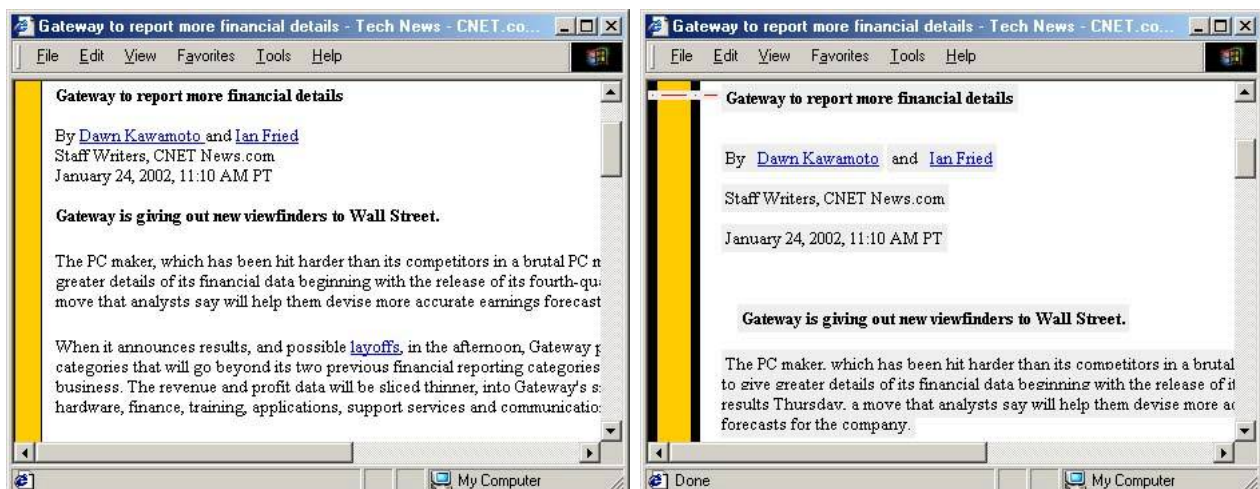 Gateway to report more financial details - Tech News - CNET.co...
File Edit View Favorites Tools Help
Gateway to report more financial details
By Dawn Kawamoto and Ian Fried
Staff Writers, CNET News.com
January 24, 2002, 11:10 AM PT
Gateway is giving out new viewfinders to Wall Street.
The PC maker, which has been hit harder than its competitors in a brutal PC
greater details of its financial data beginning with the release of its
move that analysts say will help them devise more accurate earnings forecast
When it announces results, and possible layoffs, in the afternoon, Gateway
categories that will go beyond its two previous financial reporting categories
business. The revenue and profit data will be sliced thinner, into Gateway's
hardware, finance, training, applications, support services and
My Computer
Gateway to report more financial details - Tech News - CNET.co...
File Edit View Favorites Tools Help
Gateway to report more financial details
By Dawn Kawamoto and Ian Fried
Staff Writers, CNET News.com
January 24, 2002, 11:10 AM PT
Gateway is giving out new viewfinders to Wall Street.
The PC maker, which has been hit harder than its competitors in a brutal
to give greater details of its financial data beginning with the release of
results Thursday, a move that analysts say will help them devise more
forecasts for the company.
Done
My Computer